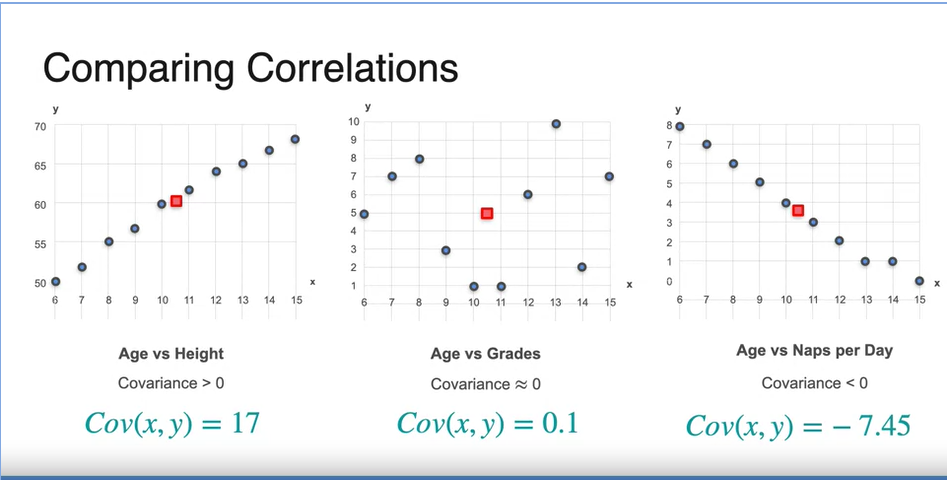 Comparing Correlations
y
70
65
60
55
50
6 7 8 9 10 11 12 13 14 15
x
Age vs Height
Covariance > 0
Cov(x, y) = 17
y
10
9
8
7
6
5
4
3
2
1
6 7 8 9 10 11 12 13 14 15
x
Age vs Grades
Covariance ≈ 0
Cov(x, y) = 0.1
y
8
7
6
5
4
3
2
1
0
6 7 8 9 10 11 12 13 14 15
x
Age vs Naps per Day
Covariance < 0
Cov(x, y) = − 7.45